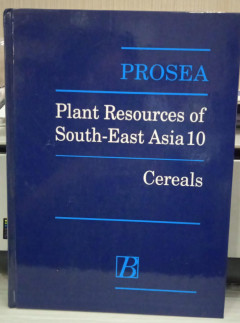 PROSEA
Plant Resources of
South-East Asia 10
Cereals
B